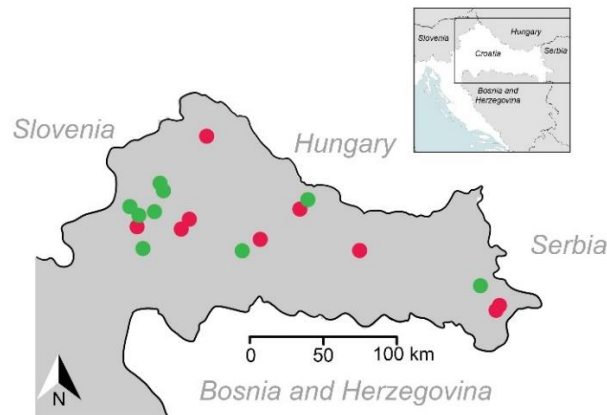 Slovenia
Hungary
Croatia
Serbia
Bosnia and
Herzegovina
Slovenia
Hungary
Serbia
0 50 100 km
N
Bosnia and Herzegovina